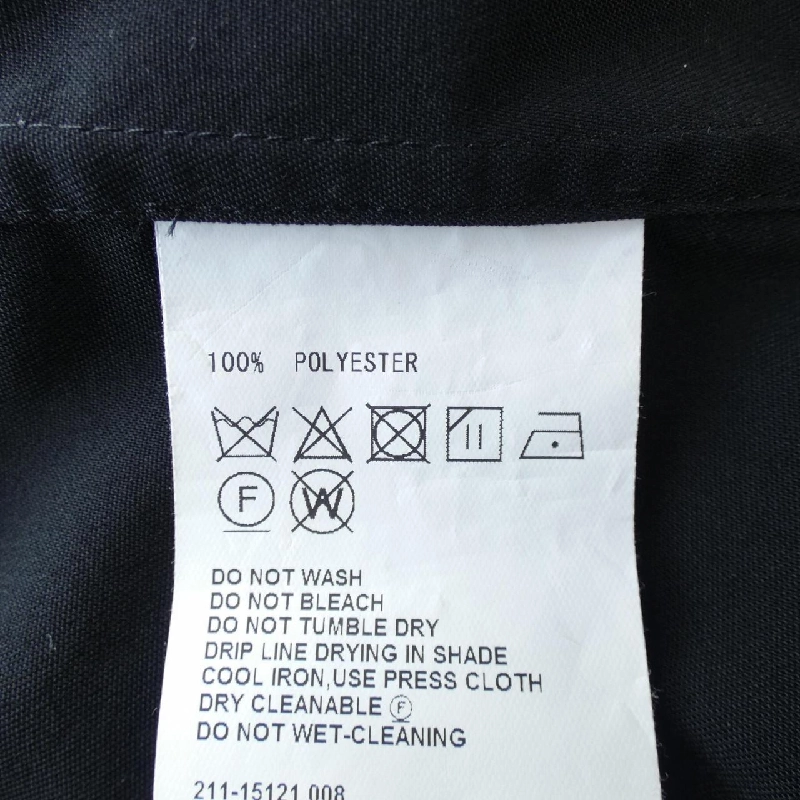 100% POLYESTER
F W
DO NOT WASH
DO NOT BLEACH
DO NOT TUMBLE DRY
DRIP LINE DRYING IN SHADE
COOL IRON,USE PRESS CLOTH
DRY CLEANABLE Ⓕ
DO NOT WET-CLEANING
211-15121 008